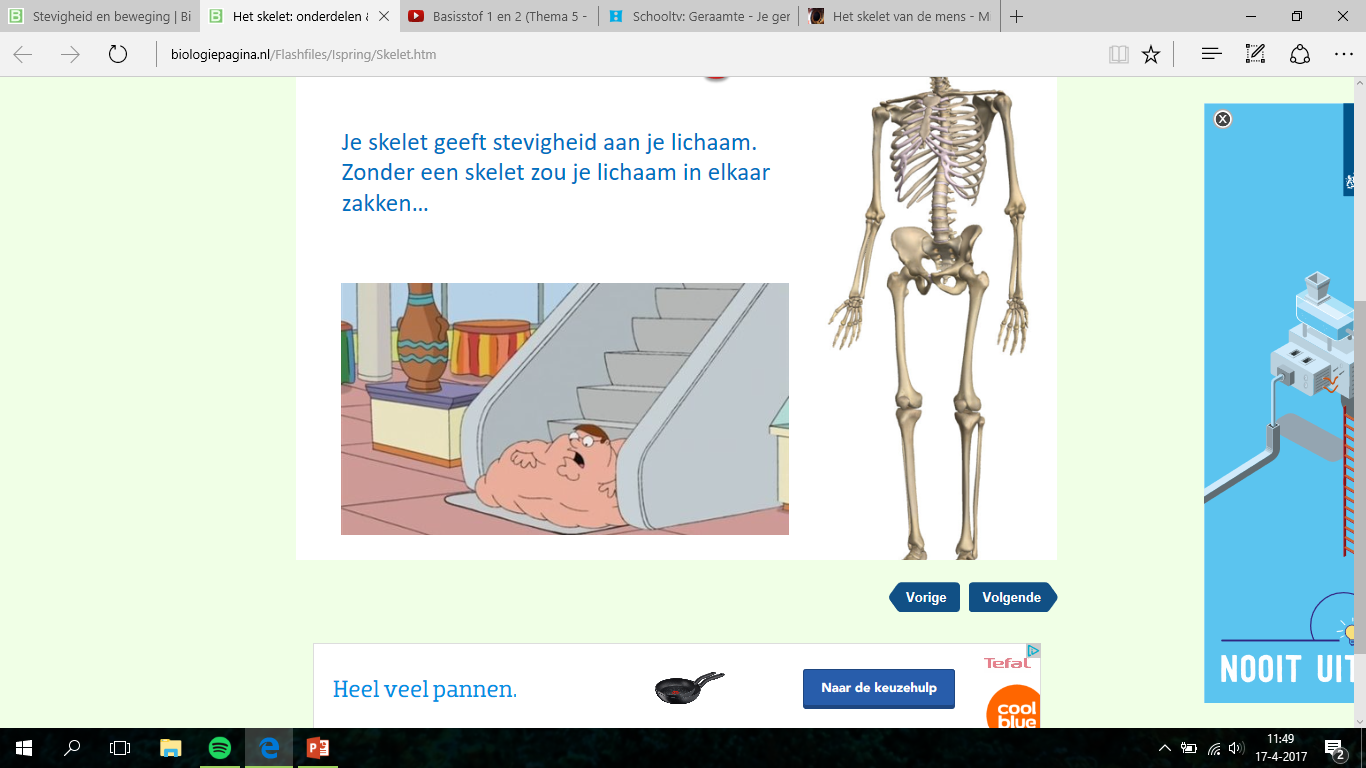 Stevigheid en beweging | Bi
Het skelet: onderdelen &
Basisstof 1 en 2 (Thema 5 -
Schooltv: Geraamte - Je ger
Het skelet van de mens - M
biologiepagina.nl/Flashfiles/Ispring/Skelet.htm
Je skelet geeft stevigheid aan je lichaam.
Zonder een skelet zou je lichaam in elkaar
zakken...
Vorige
Volgende
Heel veel pannen.
Naar de keuzehulp
Tefal
cool
blue
NOOIT UIT
11:49
17-4-2017
2